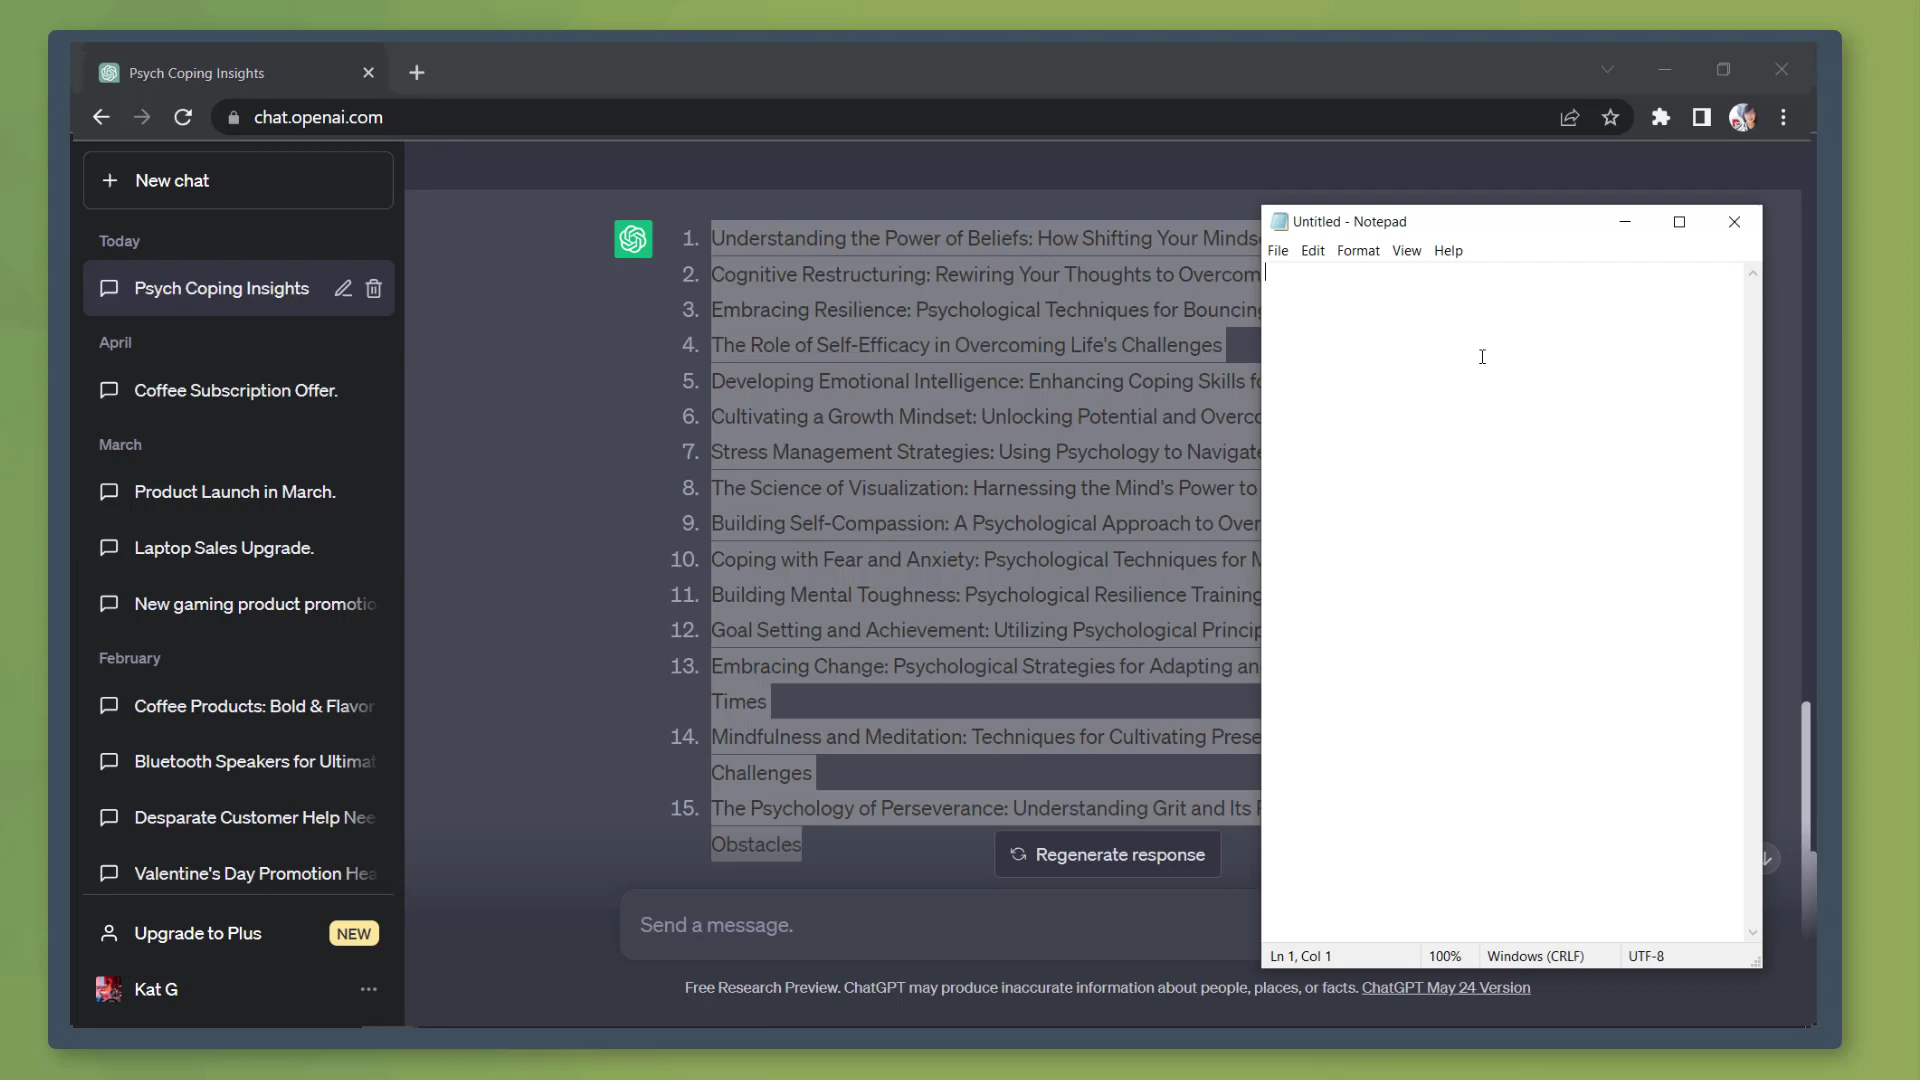 Psych Coping Insights
chat.openai.com
New chat
Today
Psych Coping Insights
April
Coffee Subscription Offer.
March
Product Launch in March.
Laptop Sales Upgrade.
New gaming product promotio
February
Coffee Products: Bold & Flavor
Bluetooth Speakers for Ultimat
Desparate Customer Help Nee
Valentine's Day Promotion Hea
Upgrade to Plus NEW
Kat G
1. Understanding the Power of Beliefs: How Shifting Your Minds
2. Cognitive Restructuring: Rewiring Your Thoughts to Overcom
3. Embracing Resilience: Psychological Techniques for Bouncing
4. The Role of Self-Efficacy in Overcoming Life's Challenges
5. Developing Emotional Intelligence: Enhancing Coping Skills fo
6. Cultivating a Growth Mindset: Unlocking Potential and Overco
7. Stress Management Strategies: Using Psychology to Navigate
8. The Science of Visualization: Harnessing the Mind's Power to
9. Building Self-Compassion: A Psychological Approach to Over
10. Coping with Fear and Anxiety: Psychological Techniques for
11. Building Mental Toughness: Psychological Resilience Training
12. Goal Setting and Achievement: Utilizing Psychological Princip
13. Embracing Change: Psychological Strategies for Adapting an
Times
14. Mindfulness and Meditation: Techniques for Cultivating Prese
Challenges
15. The Psychology of Perseverance: Understanding Grit and Its
Obstacles
Regenerate response
Send a message.
Free Research Preview. ChatGPT may produce inaccurate information about people, places, or facts. ChatGPT May 24 Version
Untitled - Notepad
File Edit Format View Help
Ln 1, Col 1 100% Windows (CRLF) UTF-8